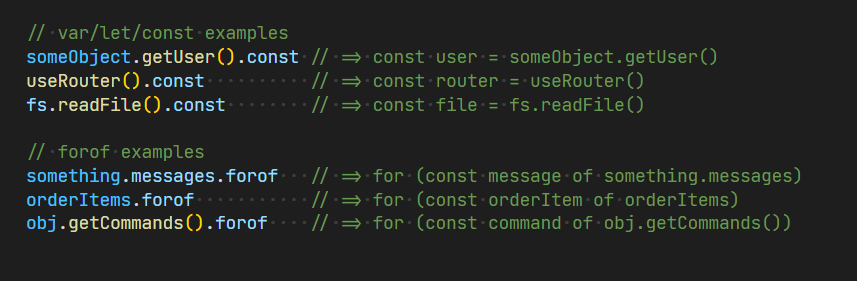 // var/let/const examples
someObject.getUser().const // => const user = someObject.getUser()
useRouter().const // => const router = useRouter()
fs.readFile().const // => const file = fs.readFile()
// forof examples
something.messages.forof // => for (const message of something.messages)
orderItems.forof // => for (const orderItem of orderItems)
obj.getCommands().forof // => for (const command of obj.getCommands())